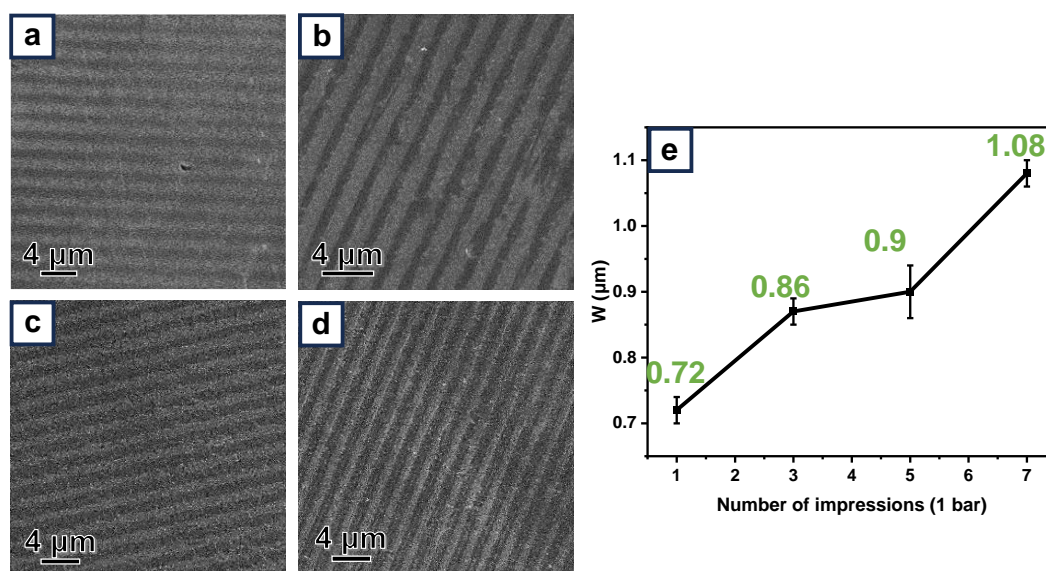 a
b
4 µm
4 µm
c
d
4 µm
4 µm
e
1.08
0.9
0.86
0.72
W (µm)
1.1
1.0
0.9
0.8
0.7
1 2 3 4 5 6 7
Number of impressions (1 bar)